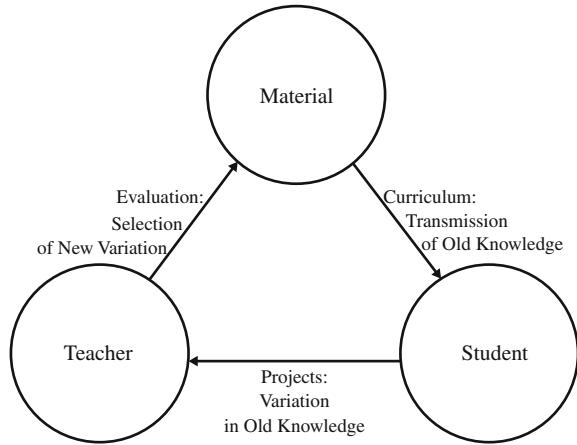 Material
Evaluation:
Selection
of New Variation
Curriculum:
Transmission
of Old Knowledge
Teacher
Student
Projects:
Variation
in Old Knowledge